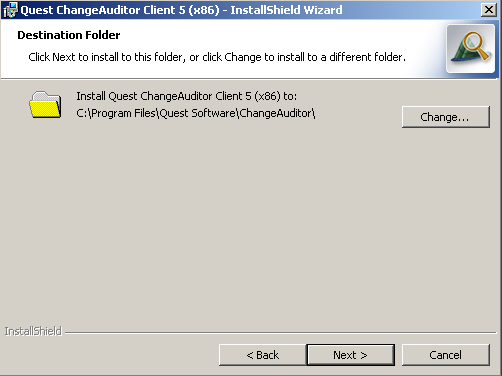 Quest ChangeAuditor Client 5 (x86) - InstallShield Wizard
Destination Folder
Click Next to install to this folder, or click Change to install to a different folder.
Install Quest ChangeAuditor Client 5 (x86) to:
C:\Program Files\Quest Software\ChangeAuditor\
Change...
InstallShield
< Back
Next >
Cancel